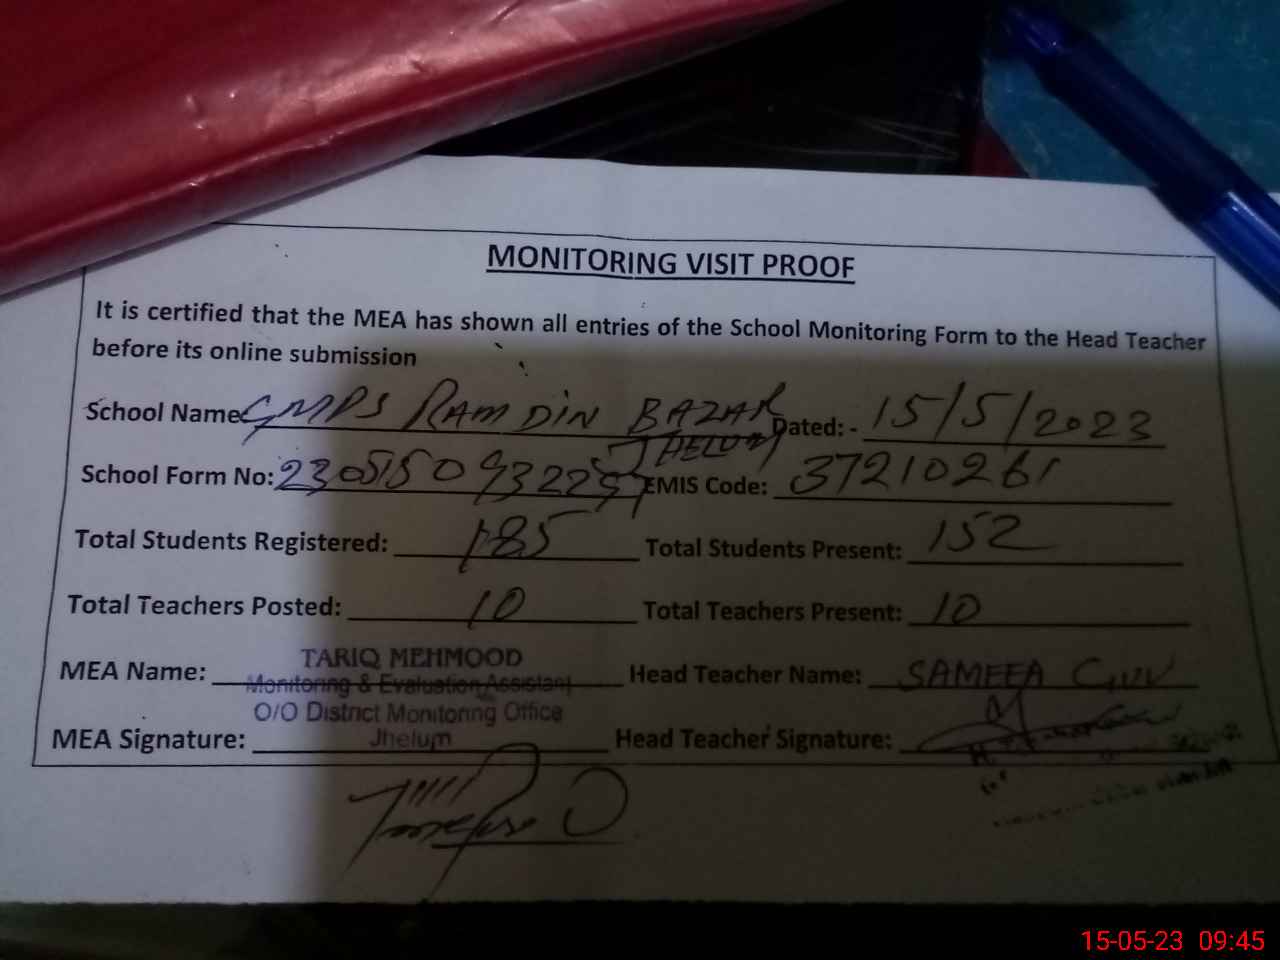 MONITORING VISIT PROOF
It is certified that the MEA has shown all entries of the School Monitoring Form to the Head Teacher
before its online submission
School Name GMPS RAMDIN BAZAR Dated: - 15/5/2023
JHELUM
School Form No: EMIS Code: 37210261
Total Students Registered: 185 Total Students Present: 152
Total Teachers Posted: 10 Total Teachers Present: 10
MEA Name: TARIQ MEHMOOD Head Teacher Name: SAMEEA
Monitoring & Evaluation Assistant
O/O District Monitoring Office
Jhelum
MEA Signature: Head Teacher Signature:
15-05-23 09:45